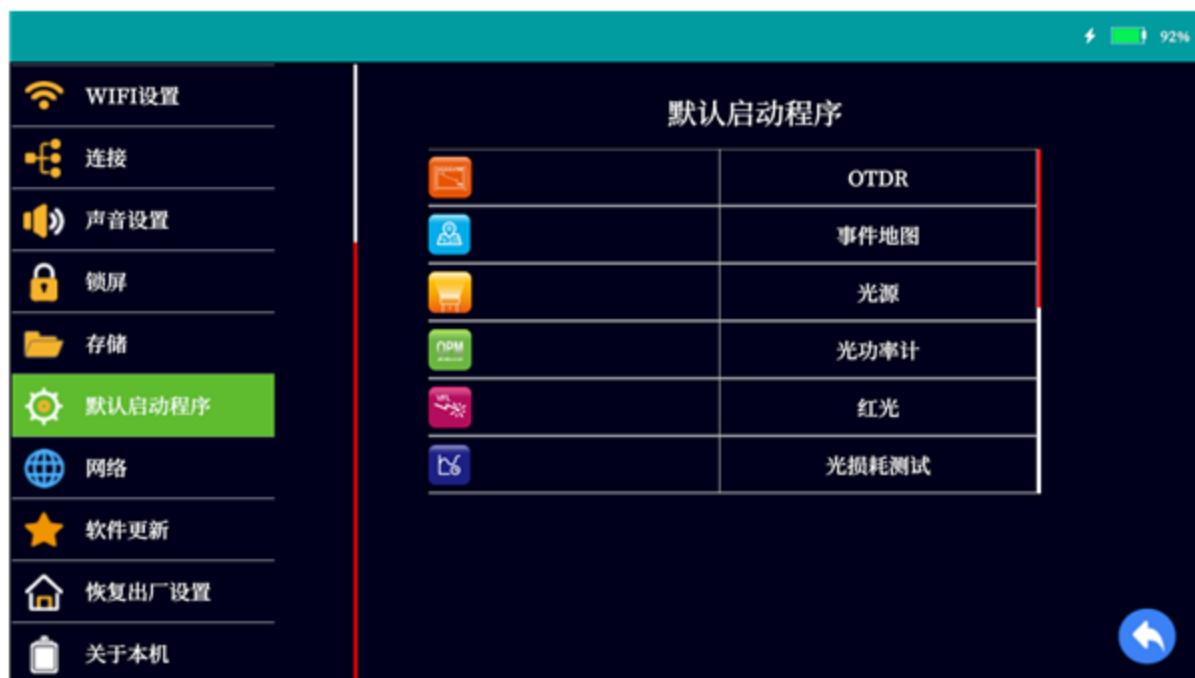 92%
WIFI设置
连接
声音设置
锁屏
存储
默认启动程序
网络
软件更新
恢复出厂设置
关于本机
默认启动程序
OTDR
事件地图
光源
OPM
光功率计
VFL
红光
光损耗测试